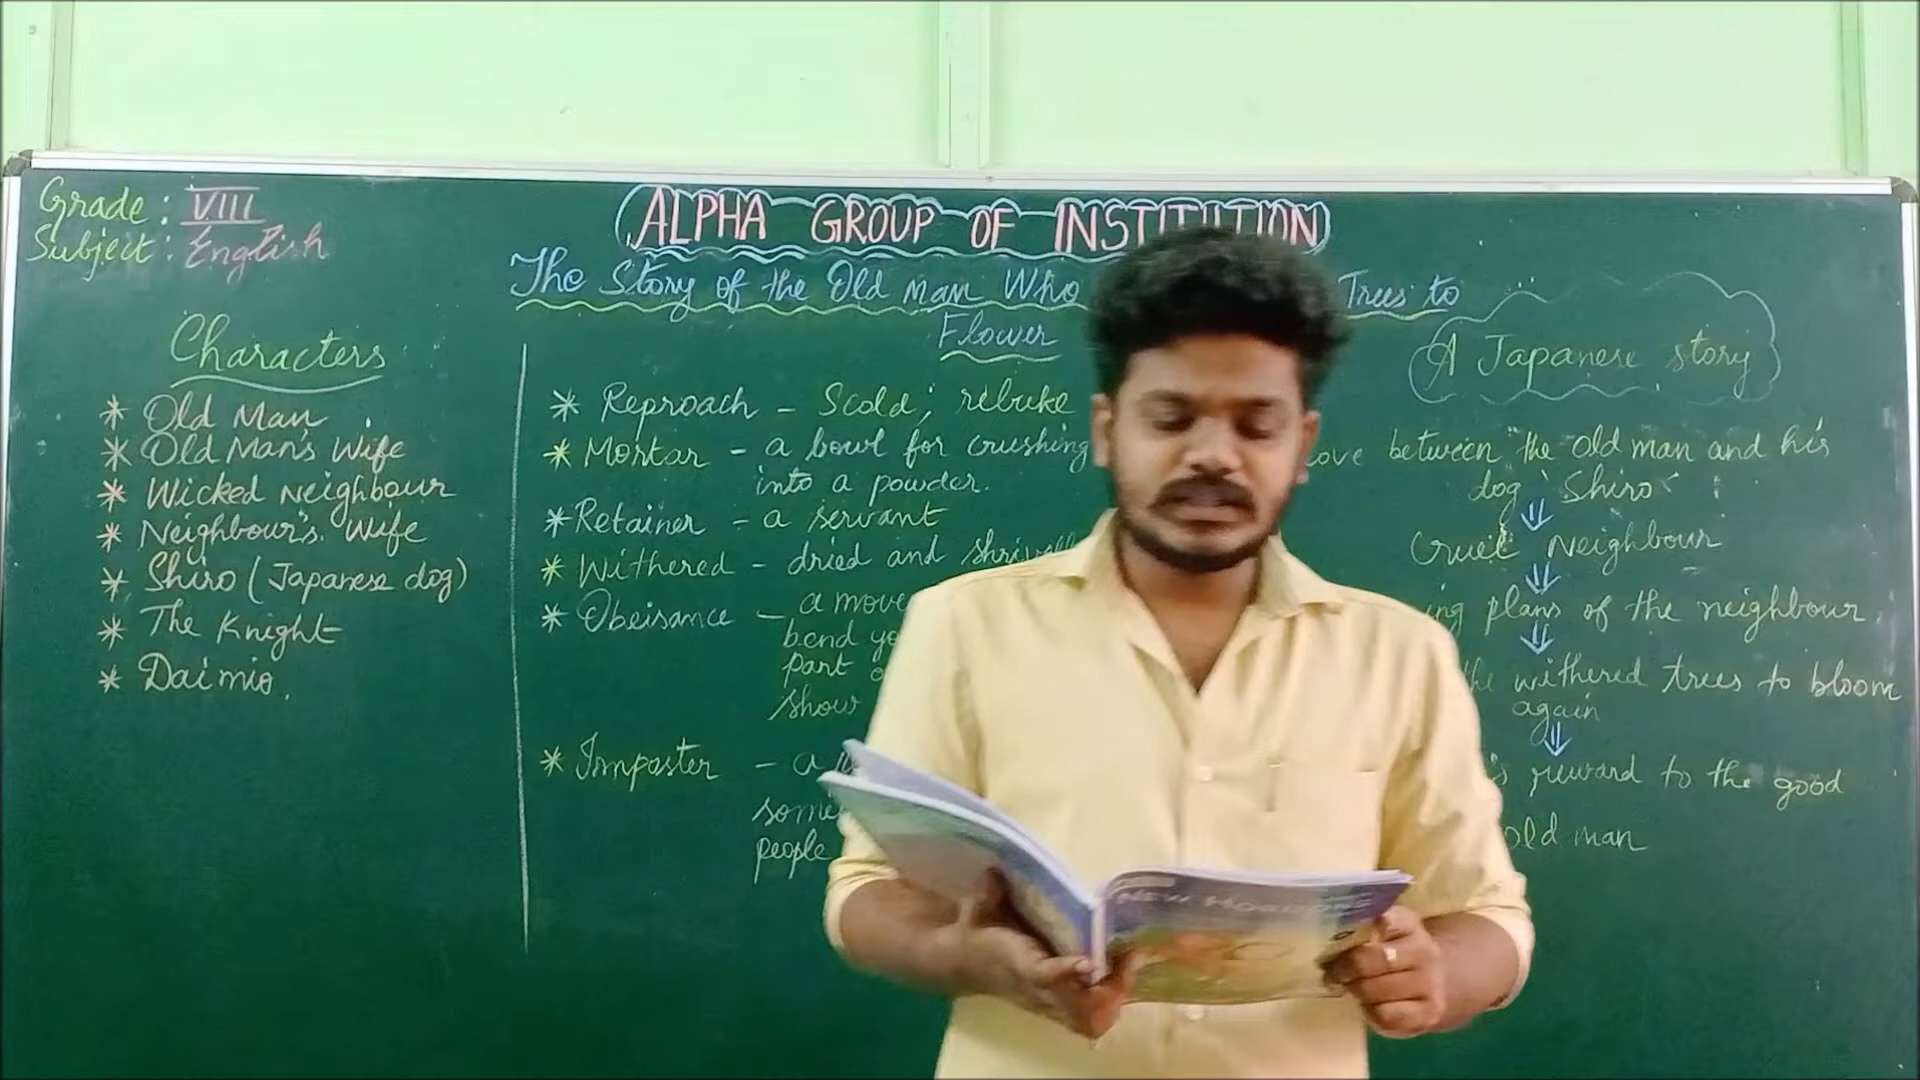 Grade : VIII
Subject : English
ALPHA GROUP OF INSTITUTION
The Story of the Old Man Who Trees to
Flower
Characters
* Old Man
* Old Man's Wife
* Wicked Neighbour
* Neighbour's Wife
* Shiro (Japanese dog)
* The Knight
* Daimio.
* Reproach - Scold; rebuke
* Mortar - a bowl for crushing
into a powder.
* Retainer - a servant
* Withered - dried and
* Obeisance - a
bend
part
show
* Imposter - a
people
A Japanese story
between the old man and his
dog 'Shiro'
Cruel Neighbour
plans of the neighbour.
withered trees to bloom
again
reward to the good
old man
NEW